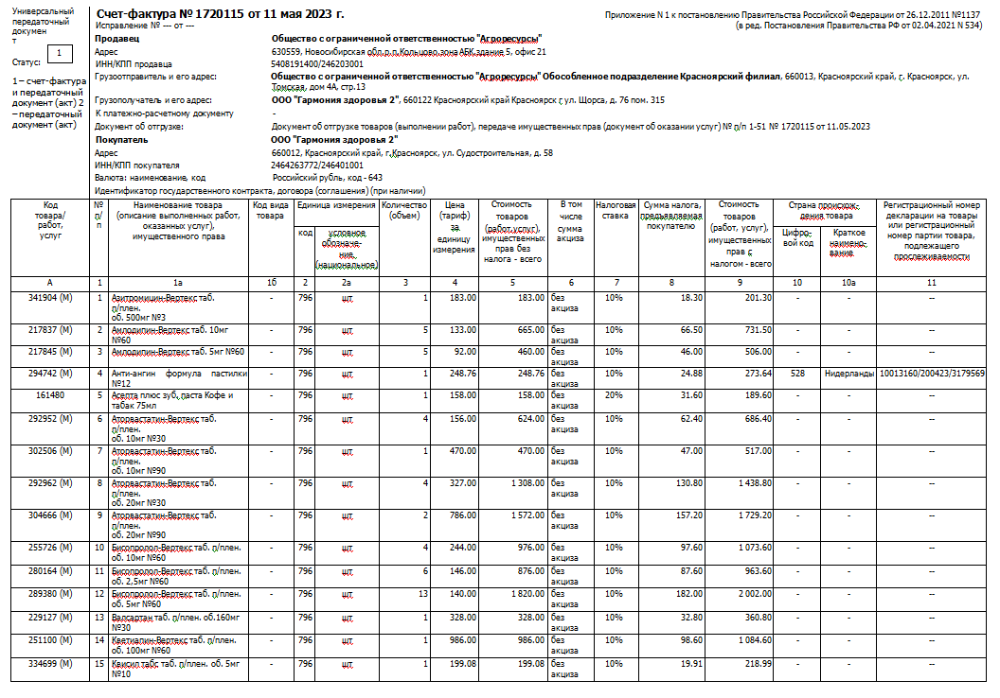 Универсальный
передаточный
докумен
т
Статус: 1
1 – счет-фактура
и передаточный
документ (акт) 2
– передаточный
документ (акт)
Счет-фактура № 1720115 от 11 мая 2023 г.
Исправление № --- от ---
Приложение N 1 к постановлению Правительства Российской Федерации от 26.12.2011 №1137
(в ред. Постановления Правительства РФ от 02.04.2021 N 534)
Продавец Общество с ограниченной ответственностью "Агроресурсы"
Адрес 630559, Новосибирская обл,р.п.Кольцово,зона АБК,здание 5, офис 21
ИНН/КПП продавца 5408191400/246203001
Грузоотправитель и его адрес: Общество с ограниченной ответственностью "Агроресурсы" Обособленное подразделение Красноярский филиал, 660013, Красноярский край, г. Красноярск, ул.
Томская, дом 4А, стр.13
Грузополучатель и его адрес: ООО "Гармония здоровья 2", 660122 Красноярский край Красноярск г, ул. Щорса, д. 76 пом. 315
К платежно-расчетному документу -
Документ об отгрузке: Документ об отгрузке товаров (выполнении работ), передаче имущественных прав (документ об оказании услуг) № п/п 1-51 № 1720115 от 11.05.2023
Покупатель ООО "Гармония здоровья 2"
Адрес 660012, Красноярский край, г.Красноярск, ул. Судостроительная, д. 58
ИНН/КПП покупателя 2464263772/246401001
Валюта: наименование, код Российский рубль, код - 643
Идентификатор государственного контракта, договора (соглашения) (при наличии)
Код
товара/
работ,
услуг
№
п/
п
Наименование товара
(описание выполненных работ,
оказанных услуг),
имущественного права
Код вида
товара
Единица измерения
код
условное
обозначе-
ние,
(национальное)
Количество
(объем)
Цена
(тариф)
за
единицу
измерения
Стоимость
товаров
(работ,услуг),
имущественных
прав без
налога - всего
В том
числе
сумма
акциза
Налоговая
ставка
Сумма налога,
предъявляемая
покупателю
Стоимость
товаров
(работ, услуг),
имущественных
прав с
налогом - всего
Страна происхож-
дения товара
Цифро-
вой код
Краткое
наимено-
вание
Регистрационный номер
декларации на товары
или регистрационный
номер партии товара,
подлежащего
прослеживаемости
А 1 1а 1б 2 2а 3 4 5 6 7 8 9 10 10а 11
341904 (М) 1 Азитромицин-Вертекс таб. - 796 шт. 1 183.00 183.00 без 10% 18.30 201.30 - - --
п/плен. акциза
об. 500мг №3
217837 (М) 2 Амлодипин-Вертекс таб. 10мг - 796 шт. 5 133.00 665.00 без 10% 66.50 731.50 - - --
№60 акциза
217845 (М) 3 Амлодипин-Вертекс таб. 5мг №60 - 796 шт. 5 92.00 460.00 без 10% 46.00 506.00 - - --
акциза
294742 (М) 4 Анти-ангин формула пастилки - 796 шт. 1 248.76 248.76 без 10% 24.88 273.64 528 Нидерланды 10013160/200423/3179569
№12 акциза
161480 5 Асепта плюс зуб,паста Кофе и - 796 шт. 1 158.00 158.00 без 20% 31.60 189.60 - - --
табак 75мл акциза
292952 (М) 6 Аторвастатин-Вертекс таб. - 796 шт. 4 156.00 624.00 без 10% 62.40 686.40 - - --
п/плен. акциза
об. 10мг №30
302506 (М) 7 Аторвастатин-Вертекс таб. - 796 шт. 1 470.00 470.00 без 10% 47.00 517.00 - - --
п/плен. акциза
об. 10мг №90
292962 (М) 8 Аторвастатин-Вертекс таб. - 796 шт. 4 327.00 1 308.00 без 10% 130.80 1 438.80 - - --
п/плен. акциза
об. 20мг №30
304666 (М) 9 Аторвастатин-Вертекс таб. - 796 шт. 2 786.00 1 572.00 без 10% 157.20 1 729.20 - - --
п/плен. акциза
об. 20мг №90
255726 (М) 10 Бисопролол-Вертекс таб. п/плен. - 796 шт. 4 244.00 976.00 без 10% 97.60 1 073.60 - - --
об. 10мг №60 акциза
280164 (М) 11 Бисопролол-Вертекс таб. п/плен. - 796 шт. 6 146.00 876.00 без 10% 87.60 963.60 - - --
об. 2,5мг №60 акциза
289380 (М) 12 Бисопролол-Вертекс таб. п/плен. - 796 шт. 13 140.00 1 820.00 без 10% 182.00 2 002.00 - - --
об. 5мг №60 акциза
229127 (М) 13 Валсартан таб. п/плен. об.160мг - 796 шт. 1 328.00 328.00 без 10% 32.80 360.80 - - --
№30 акциза
251100 (М) 14 Кветиапин-Вертекс таб. п/плен. - 796 шт. 1 986.00 986.00 без 10% 98.60 1 084.60 - - --
об. 100мг №60 акциза
334699 (М) 15 Квисип табс таб. п/плен. об. 5мг - 796 шт. 1 199.08 199.08 без 10% 19.91 218.99 - - --
№10 акциза